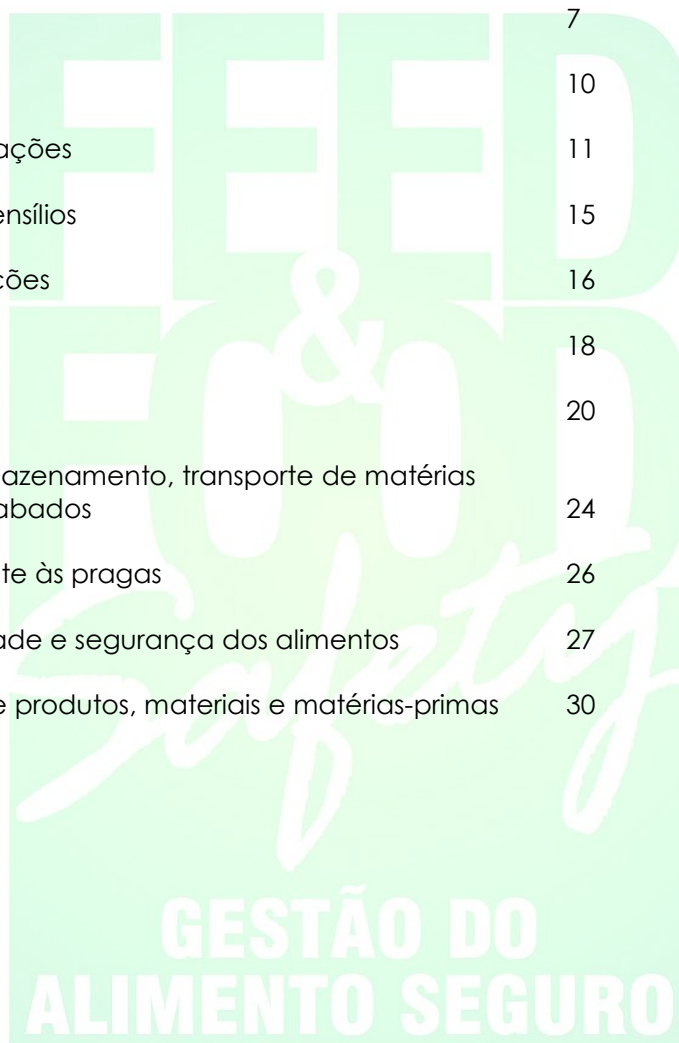 7
10
ações 11
ensílios 15
ções 16
18
20
azenamento, transporte de matérias
abados 24
te às pragas 26
ade e segurança dos alimentos 27
e produtos, materiais e matérias-primas 30
FEED
&
FOOD
Safety
GESTÃO DO
ALIMENTO SEGURO